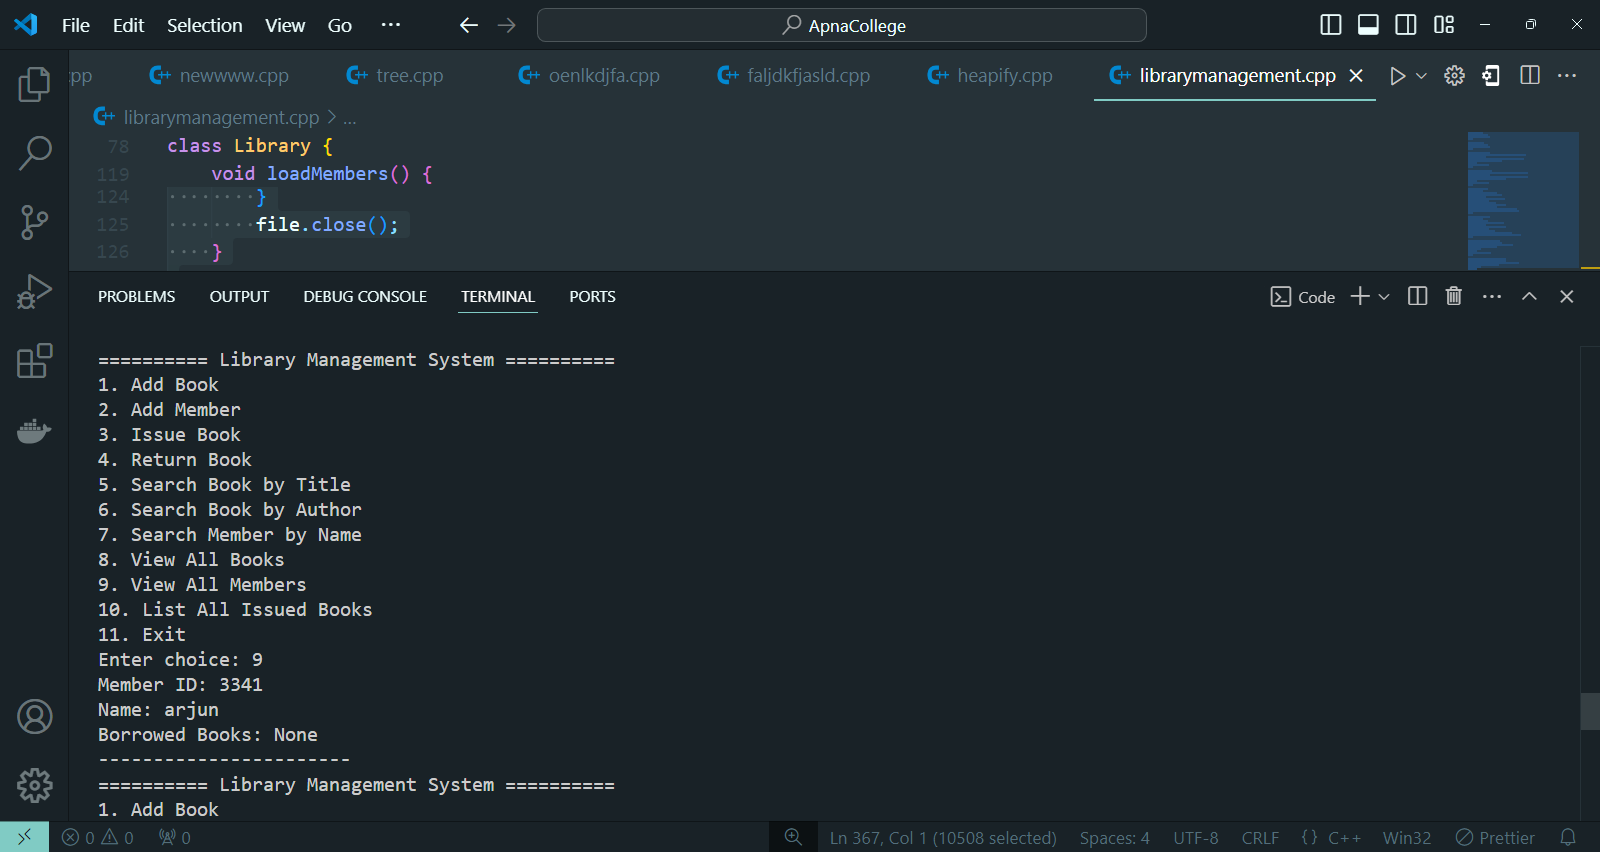 File Edit Selection View Go ··· ApnaCollege
:pp newwww.cpp tree.cpp oenlkdjfa.cpp faljdkfjasld.cpp heapify.cpp librarymanagement.cpp
librarymanagement.cpp > ...
78 class Library {
119 void loadMembers() {
124 }
125 file.close();
126 }
PROBLEMS OUTPUT DEBUG CONSOLE TERMINAL PORTS Code
========== Library Management System ==========
1. Add Book
2. Add Member
3. Issue Book
4. Return Book
5. Search Book by Title
6. Search Book by Author
7. Search Member by Name
8. View All Books
9. View All Members
10. List All Issued Books
11. Exit
Enter choice: 9
Member ID: 3341
Name: arjun
Borrowed Books: None
-----------------------
========== Library Management System ==========
1. Add Book
0 0 0 Ln 367, Col 1 (10508 selected) Spaces: 4 UTF-8 CRLF {} C++ Win32 Prettier